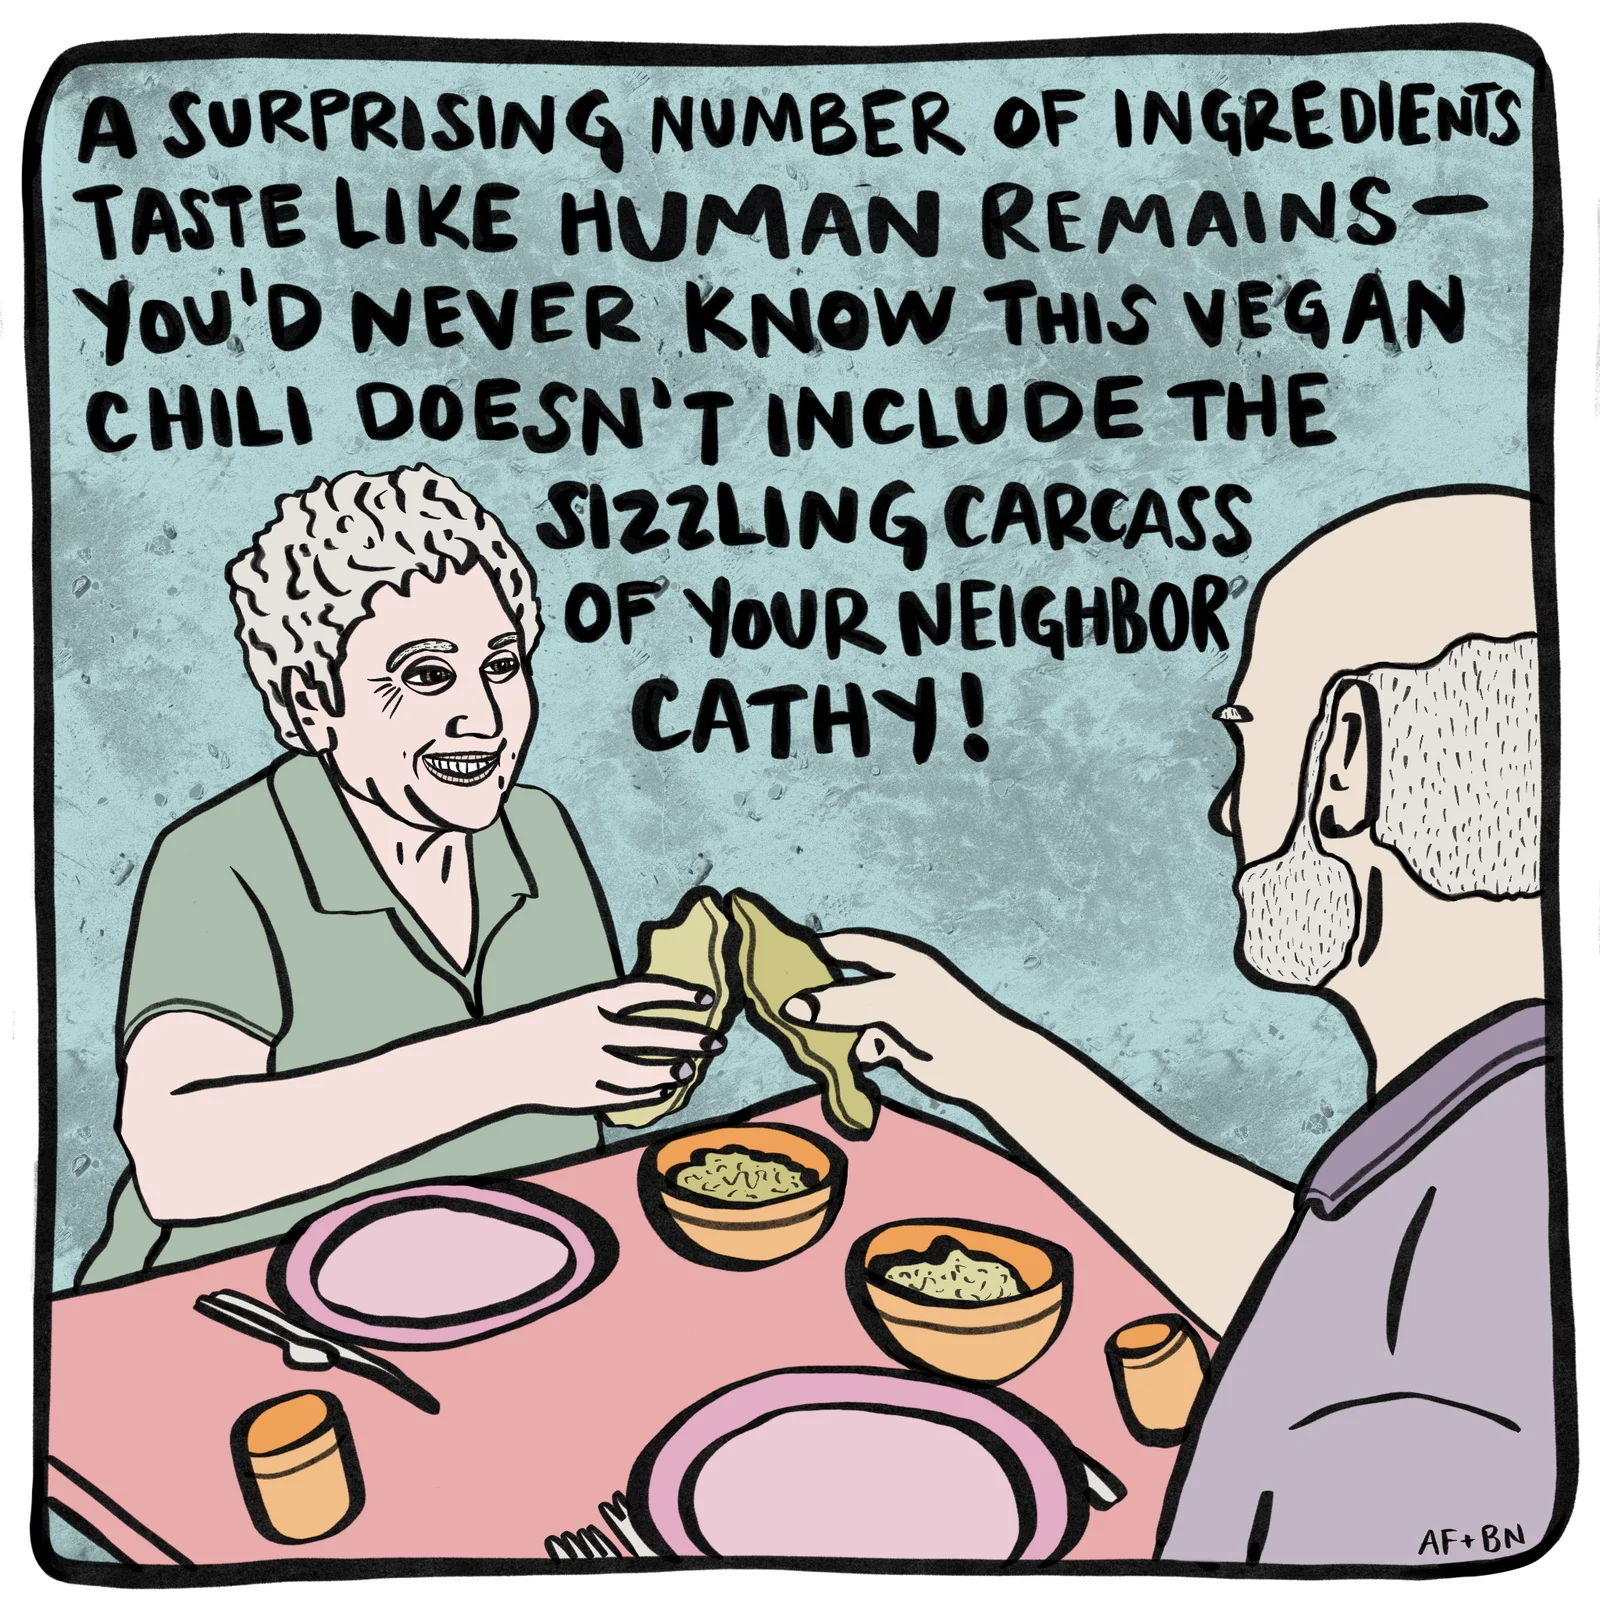 A SURPRISING NUMBER OF INGREDIENTS
TASTE LIKE HUMAN REMAINS—
YOU'D NEVER KNOW THIS VEGAN
CHILI DOESN'T INCLUDE THE
SIZZLING CARCASS
OF YOUR NEIGHBOR
CATHY!
AF+BN